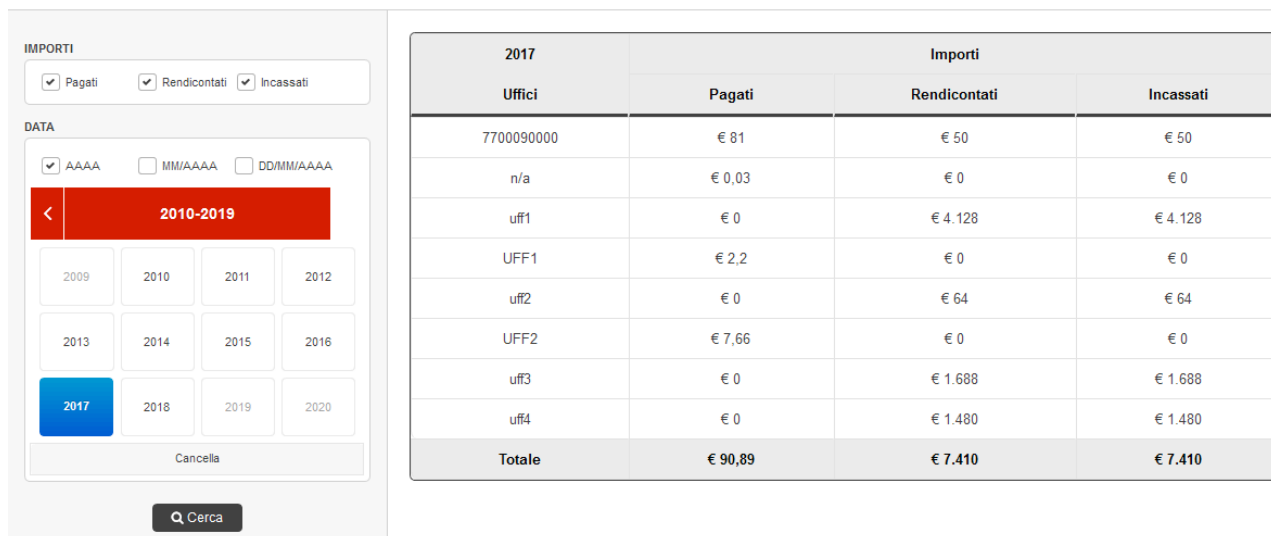 IMPORTI
Pagati Rendicontati Incassati
DATA
AAAA MM/AAAA DD/MM/AAAA
2010-2019
2009 2010 2011 2012
2013 2014 2015 2016
2017 2018 2019 2020
Cancella
Cerca
2017 Importi
Uffici Pagati Rendicontati Incassati
7700090000 € 81 € 50 € 50
n/a € 0,03 € 0 € 0
uff1 € 0 € 4.128 € 4.128
UFF1 € 2,2 € 0 € 0
uff2 € 0 € 64 € 64
UFF2 € 7,66 € 0 € 0
uff3 € 0 € 1.688 € 1.688
uff4 € 0 € 1.480 € 1.480
Totale € 90,89 € 7.410 € 7.410